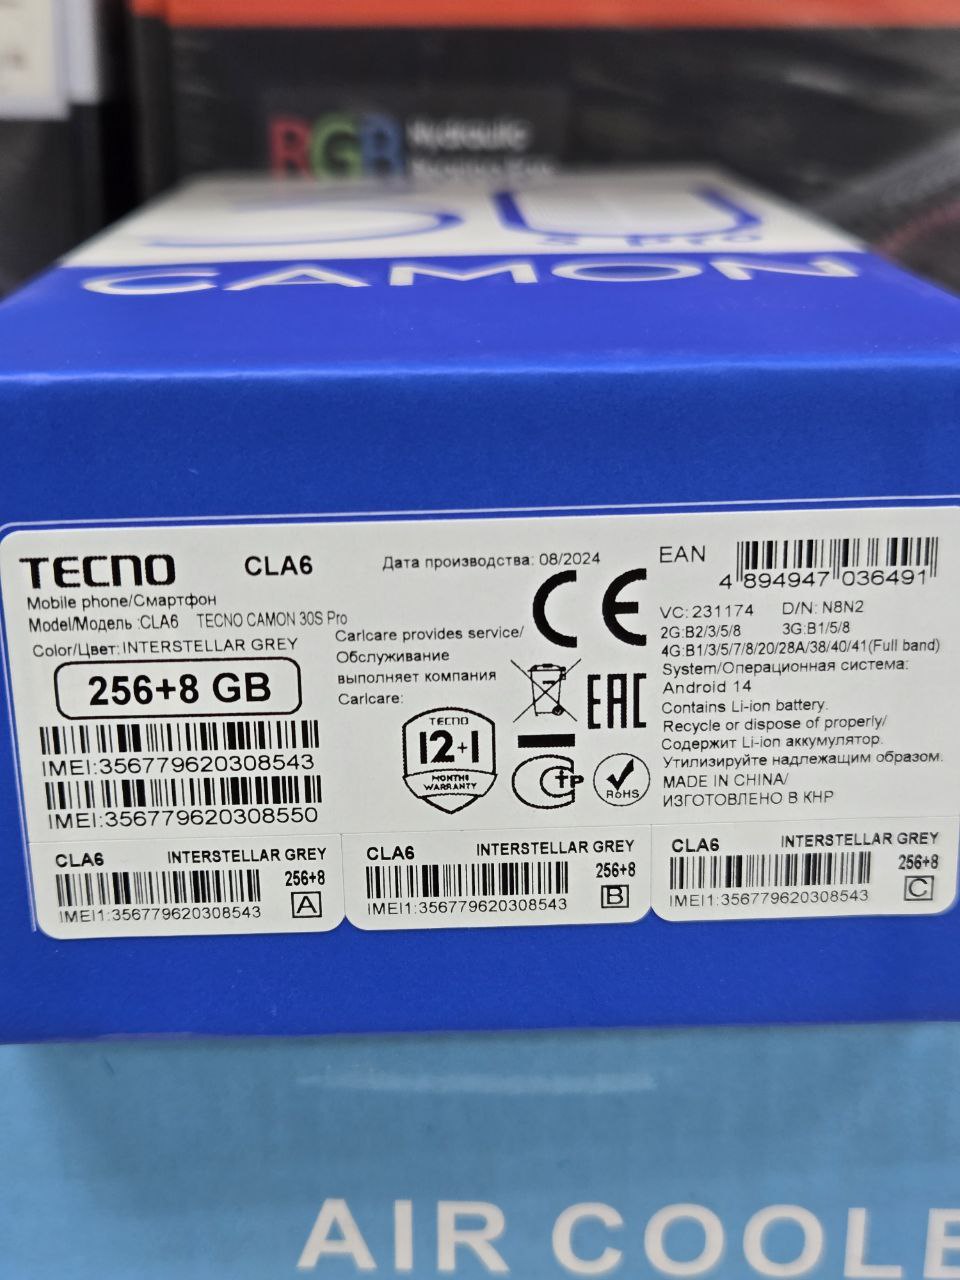 RGB Hydraulic
30
S Pro
CAMON
TECNO CLA6
Mobile phone/Смартфон
Model/Модель :CLA6 TECNO CAMON 30S Pro
Color/Цвет: INTERSTELLAR GREY
256+8 GB
IMEI:356779620308543
IMEI:356779620308550
Дата производства: 08/2024
Carlcare provides service/
Обслуживание
выполняет компания
Carlcare:
CE
EAC
TECNO
12+1
MONTHS
WARRANTY
RoHS
EAN
4 894947 036491
VC: 231174 D/N: N8N2
2G:B2/3/5/8 3G:B1/5/8
4G:B1/3/5/7/8/20/28A/38/40/41(Full band)
System/Операционная система:
Android 14
Contains Li-ion battery.
Recycle or dispose of properly/
Содержит Li-ion аккумулятор.
Утилизируйте надлежащим образом.
MADE IN CHINA/
ИЗГОТОВЛЕНО В КНР
CLA6 INTERSTELLAR GREY
256+8
IMEI1:356779620308543 A
CLA6 INTERSTELLAR GREY
256+8
IMEI1:356779620308543 B
CLA6 INTERSTELLAR GREY
256+8
IMEI1:356779620308543 C
AIR COOLE